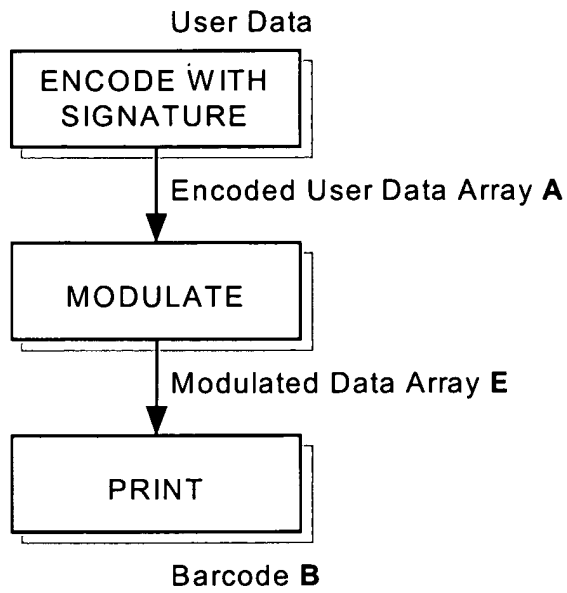 User Data
ENCODE WITH
SIGNATURE
Encoded User Data Array A
MODULATE
Modulated Data Array E
PRINT
Barcode B